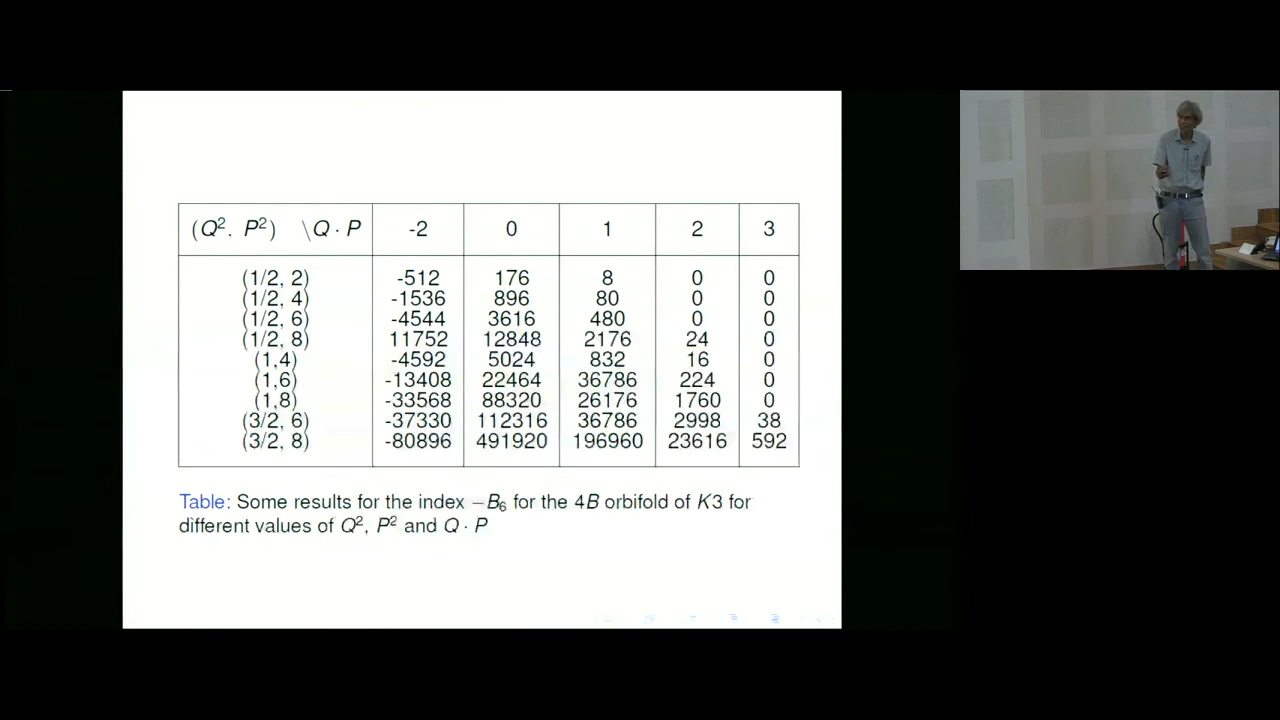 (Q². P²) \Q · P -2 0 1 2 3
(1/2, 2) -512 176 8 0 0
(1/2, 4) -1536 896 80 0 0
(1/2, 6) -4544 3616 480 0 0
(1/2, 8) 11752 12848 2176 24 0
(1,4) -4592 5024 832 16 0
(1,6) -13408 22464 36786 224 0
(1,8) -33568 88320 26176 1760 0
(3/2, 6) -37330 112316 36786 2998 38
(3/2, 8) -80896 491920 196960 23616 592
Table: Some results for the index −B₆ for the 4B orbifold of K3 for
different values of Q², P² and Q · P